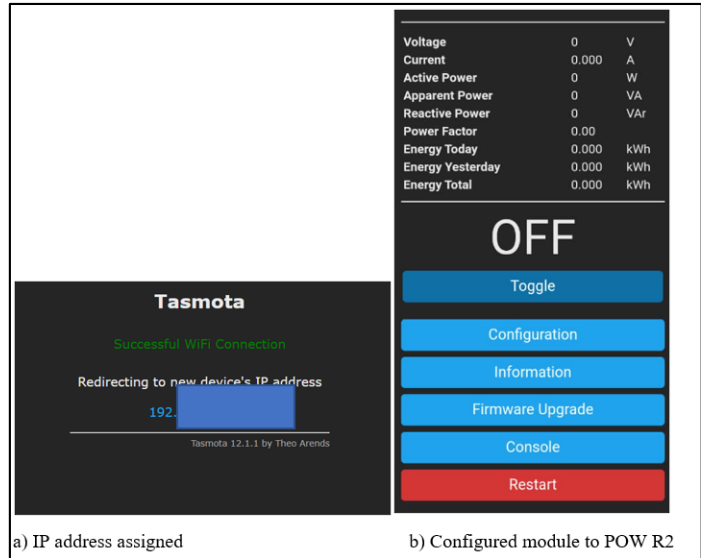 Voltage 0 V
Current 0.000 A
Active Power 0 W
Apparent Power 0 VA
Reactive Power 0 VAr
Power Factor 0.00
Energy Today 0.000 kWh
Energy Yesterday 0.000 kWh
Energy Total 0.000 kWh
OFF
Toggle
Configuration
Information
Firmware Upgrade
Console
Restart
Tasmota
Successful WiFi Connection
Redirecting to new device's IP address
192.
Tasmota 12.1.1 by Theo Arends
a) IP address assigned
b) Configured module to POW R2